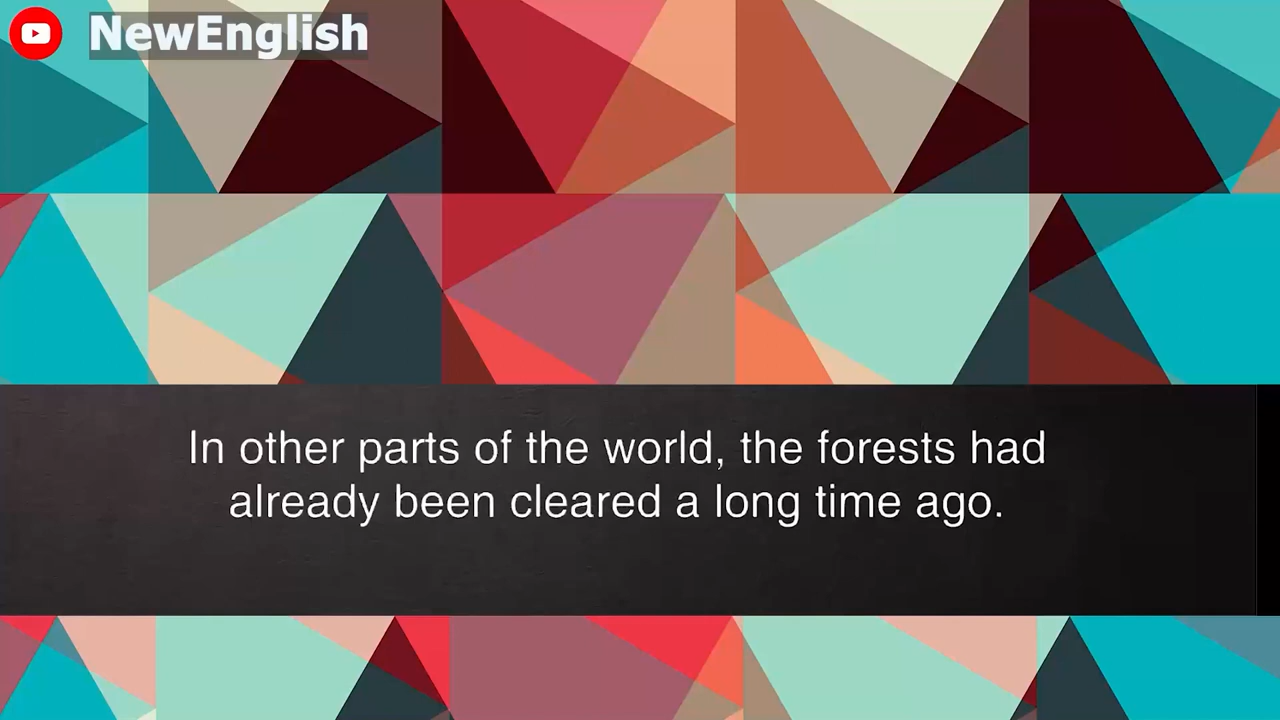 NewEnglish
In other parts of the world, the forests had
already been cleared a long time ago.